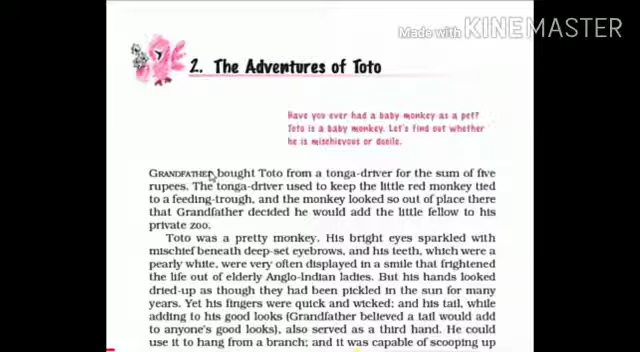 Made with KINEMASTER
2. The Adventures of Toto
Have you ever had a baby monkey as a pet?
Toto is a baby monkey. Let's find out whether
he is mischievous or docile.
GRANDFATHER bought Toto from a tonga-driver for the sum of five
rupees. The tonga-driver used to keep the little red monkey tied
to a feeding-trough, and the monkey looked so out of place there
that Grandfather decided he would add the little fellow to his
private zoo.
Toto was a pretty monkey. His bright eyes sparkled with
mischief beneath deep-set eyebrows, and his teeth, which were a
pearly white, were very often displayed in a smile that frightened
the life out of elderly Anglo-Indian ladies. But his hands looked
dried-up as though they had been pickled in the sun for many
years. Yet his fingers were quick and wicked; and his tail, while
adding to his good looks (Grandfather believed a tail would add
to anyone's good looks), also served as a third hand. He could
use it to hang from a branch; and it was capable of scooping up